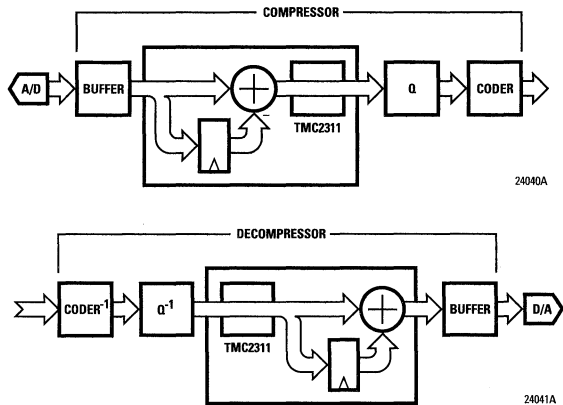 COMPRESSOR
A/D
BUFFER
+
−
TMC2311
Q
CODER
24040A
DECOMPRESSOR
CODER⁻¹
Q⁻¹
TMC2311
+
BUFFER
D/A
24041A